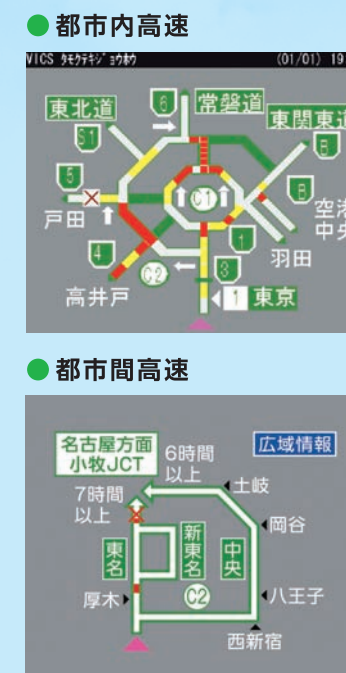 都市内高速
VICS タモクテキジョウホウ (01/01) 19
東北道
6
常磐道
東関東道
S1
B
5
C1
B
戸田
空港
中央
4
C2
1
羽田
3
高井戸
1 東京
都市間高速
名古屋方面
小牧JCT
6時間
以上
広域情報
7時間
以上
土岐
岡谷
東名
新東名
中央
厚木
C2
八王子
西新宿